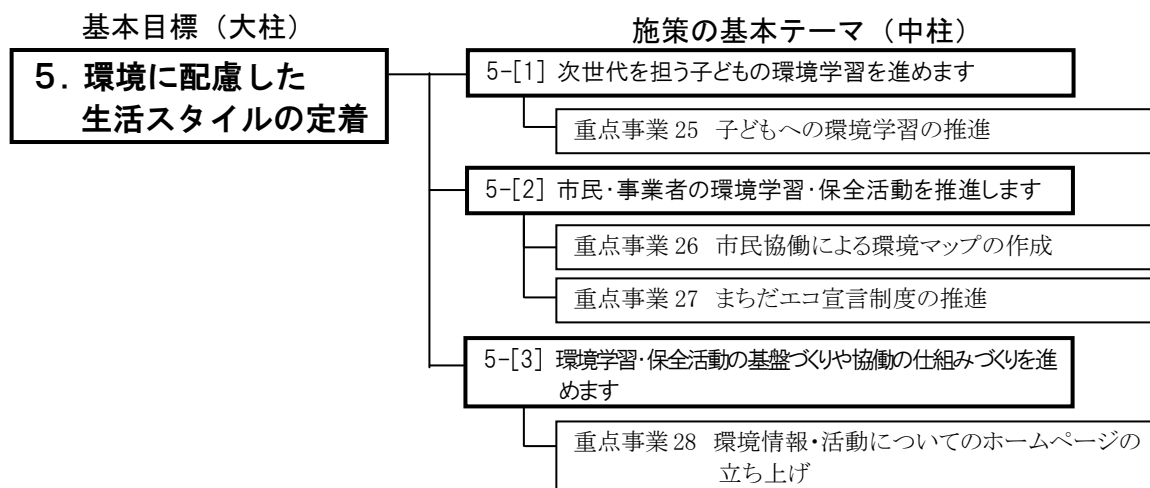 基本目標（大柱）
施策の基本テーマ（中柱）
５．環境に配慮した
生活スタイルの定着
5-[1] 次世代を担う子どもの環境学習を進めます
重点事業 25 子どもへの環境学習の推進
5-[2] 市民･事業者の環境学習･保全活動を推進します
重点事業 26 市民協働による環境マップの作成
重点事業 27 まちだエコ宣言制度の推進
5-[3] 環境学習･保全活動の基盤づくりや協働の仕組みづくりを進
めます
重点事業 28 環境情報・活動についてのホームページの
立ち上げ